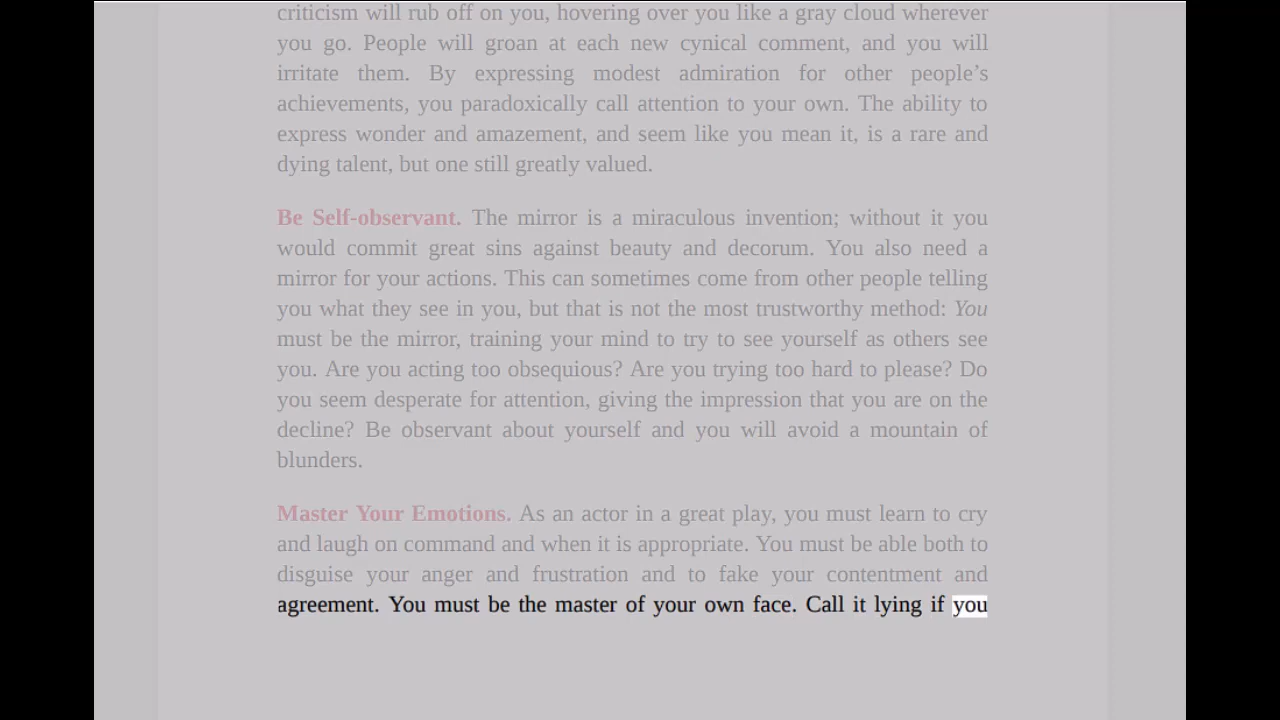 criticism will rub off on you, hovering over you like a gray cloud wherever
you go. People will groan at each new cynical comment, and you will
irritate them. By expressing modest admiration for other people’s
achievements, you paradoxically call attention to your own. The ability to
express wonder and amazement, and seem like you mean it, is a rare and
dying talent, but one still greatly valued.
Be Self-observant. The mirror is a miraculous invention; without it you
would commit great sins against beauty and decorum. You also need a
mirror for your actions. This can sometimes come from other people telling
you what they see in you, but that is not the most trustworthy method: You
must be the mirror, training your mind to try to see yourself as others see
you. Are you acting too obsequious? Are you trying too hard to please? Do
you seem desperate for attention, giving the impression that you are on the
decline? Be observant about yourself and you will avoid a mountain of
blunders.
Master Your Emotions. As an actor in a great play, you must learn to cry
and laugh on command and when it is appropriate. You must be able both to
disguise your anger and frustration and to fake your contentment and
agreement. You must be the master of your own face. Call it lying if you